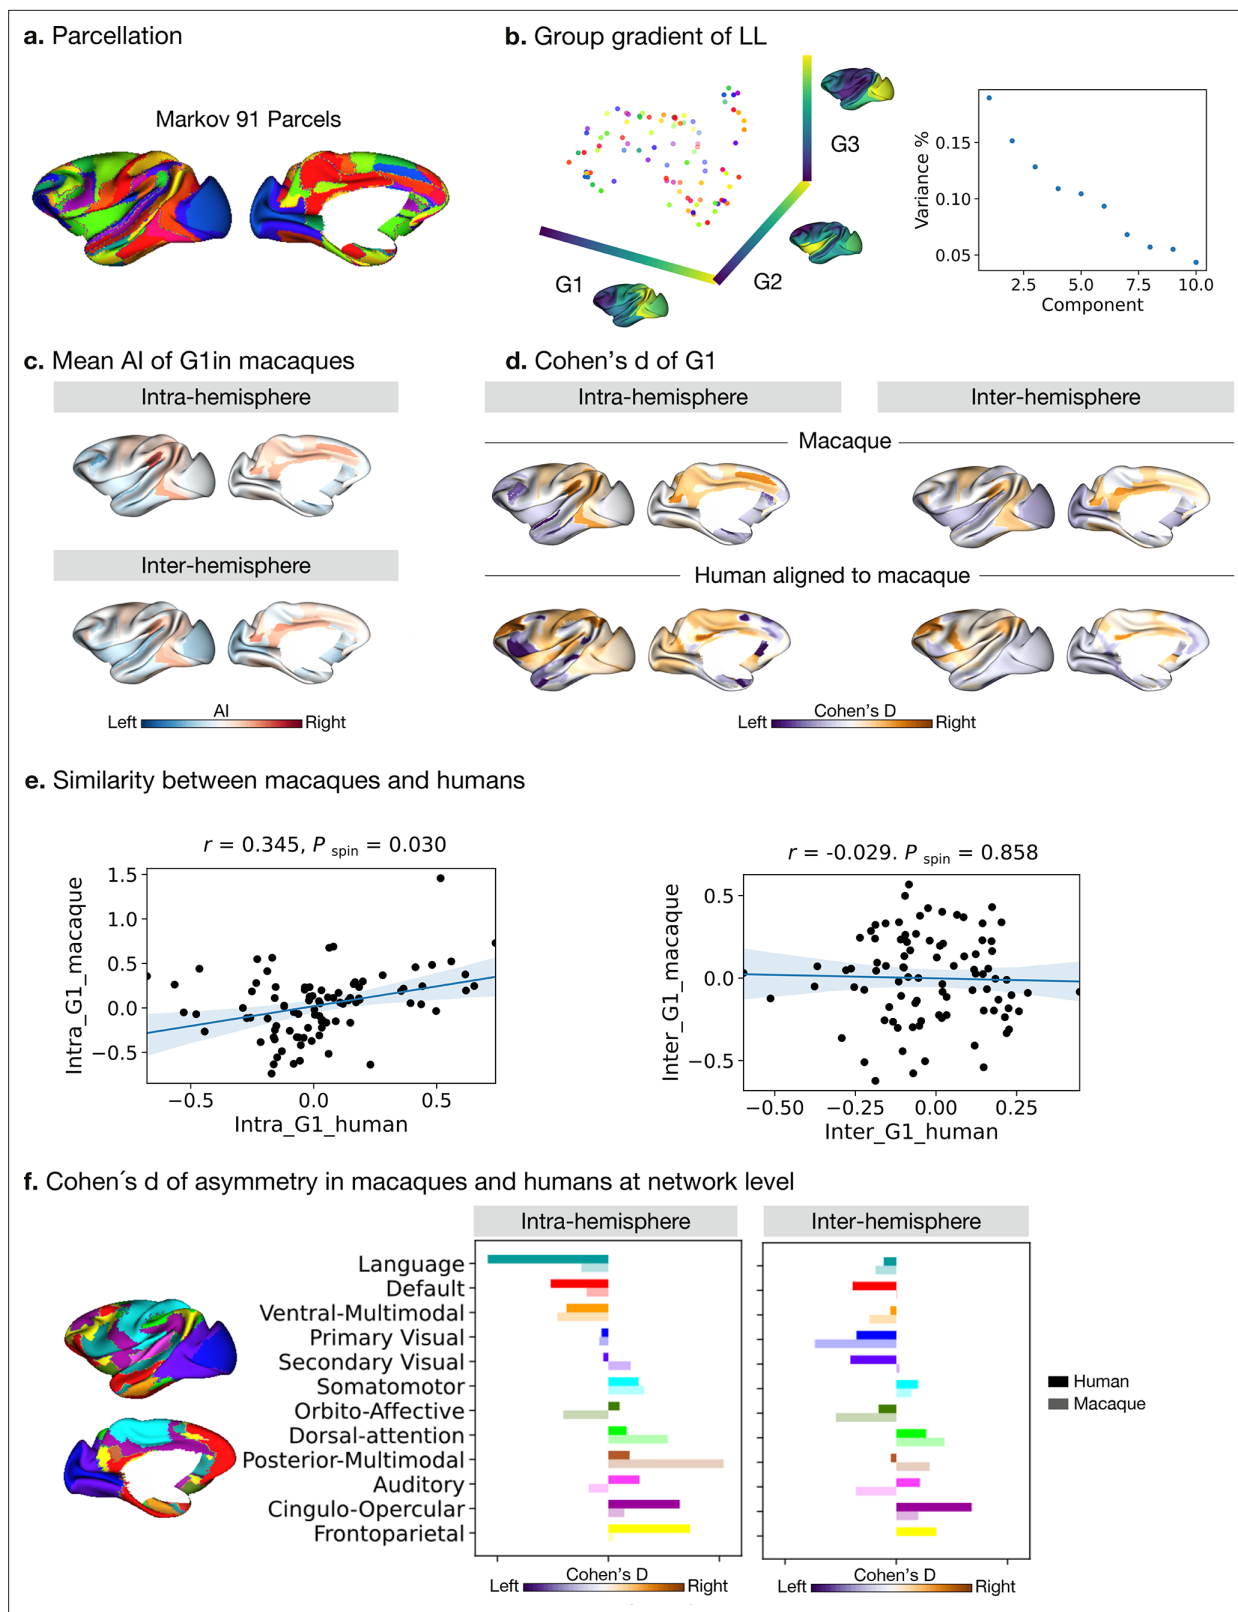 a. Parcellation
Markov 91 Parcels
b. Group gradient of LL
G3
G2
G1
Variance %
0.15
0.10
0.05
2.5 5.0 7.5 10.0
Component
c. Mean AI of G1in macaques
Intra-hemisphere
Inter-hemisphere
AI
Left Right
d. Cohen’s d of G1
Intra-hemisphere Inter-hemisphere
Macaque
Human aligned to macaque
Cohen’s D
Left Right
e. Similarity between macaques and humans
r = 0.345, P spin = 0.030
Intra_G1_macaque
1.5
1.0
0.5
0.0
−0.5
−0.5 0.0 0.5
Intra_G1_human
r = -0.029. P spin = 0.858
Inter_G1_macaque
0.5
0.0
−0.5
−0.50 −0.25 0.00 0.25
Inter_G1_human
f. Cohen´s d of asymmetry in macaques and humans at network level
Intra-hemisphere Inter-hemisphere
Language
Default
Ventral-Multimodal
Primary Visual
Secondary Visual
Somatomotor
Orbito-Affective
Dorsal-attention
Posterior-Multimodal
Auditory
Cingulo-Opercular
Frontoparietal
Human
Macaque
Cohen’s D
Left Right
Cohen’s D
Left Right